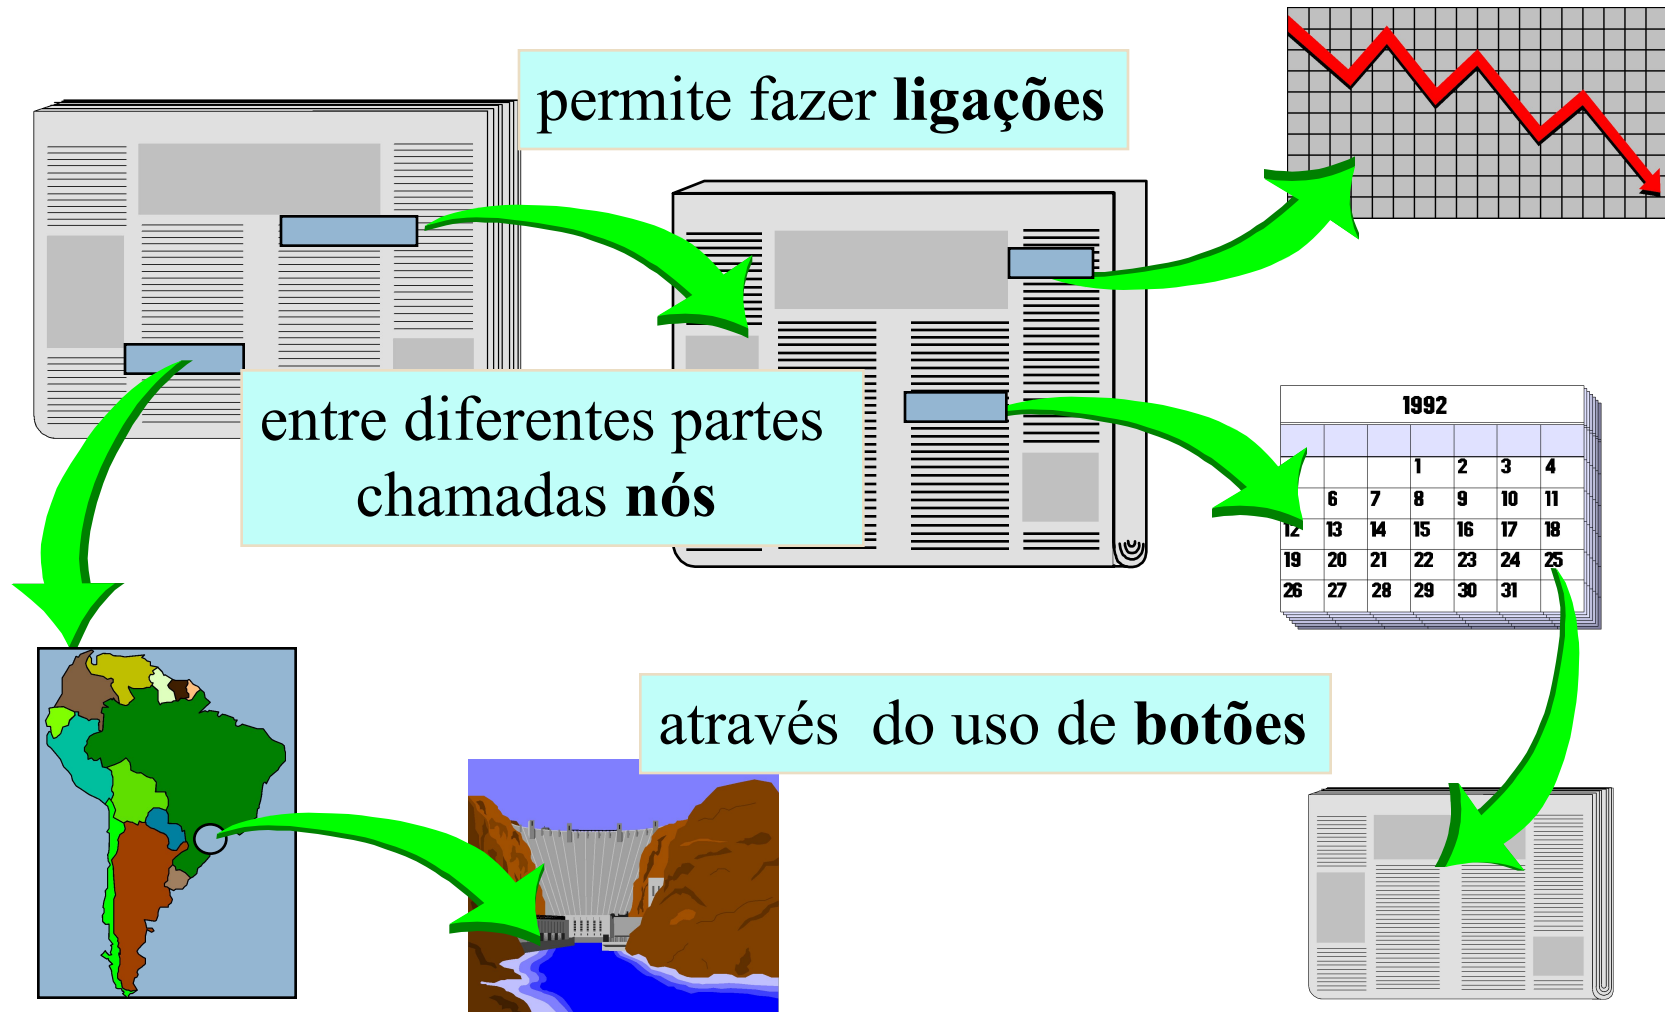 permite fazer ligações
entre diferentes partes
chamadas nós
1992
1 2 3 4
6 7 8 9 10 11
12 13 14 15 16 17 18
19 20 21 22 23 24 25
26 27 28 29 30 31
através do uso de botões